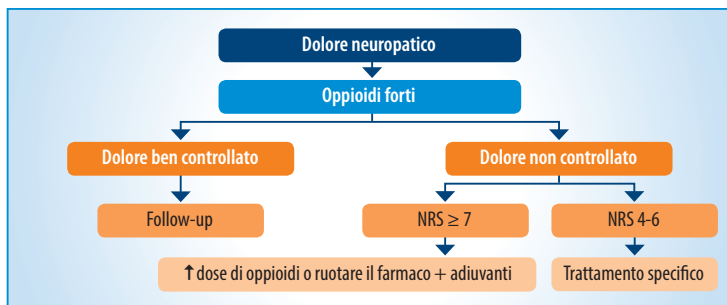 Dolore neuropatico
Oppioidi forti
Dolore ben controllato
Dolore non controllato
Follow-up
NRS ≥ 7
NRS 4-6
↑ dose di oppioidi o ruotare il farmaco + adiuvanti
Trattamento specifico